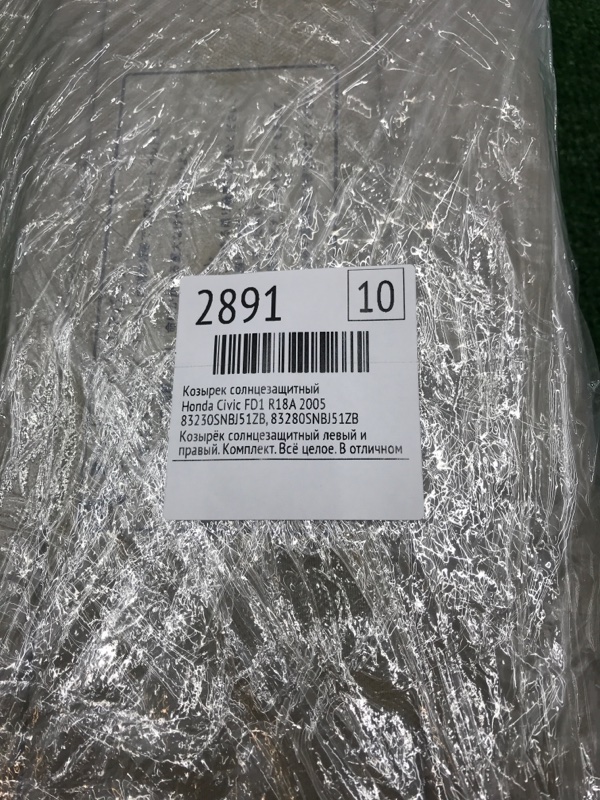 2891
10
Козырек солнцезащитный
Honda Civic FD1 R18A 2005
83230SNBJ51ZB, 83280SNBJ51ZB
Козырёк солнцезащитный левый и
правый. Комплект. Всё целое. В отличном